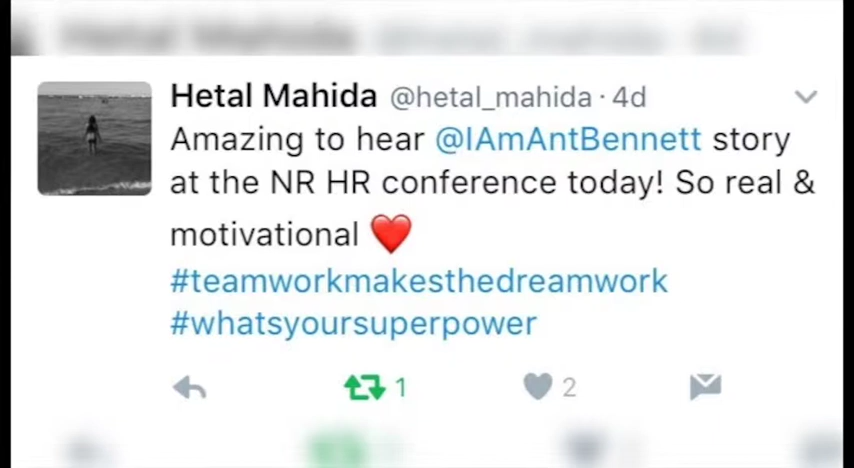 Hetal Mahida @hetal_mahida · 4d
Amazing to hear @IAmAntBennett story
at the NR HR conference today! So real &
motivational ❤️
#teamworkmakesthedreamwork
#whatsyoursuperpower
1 2